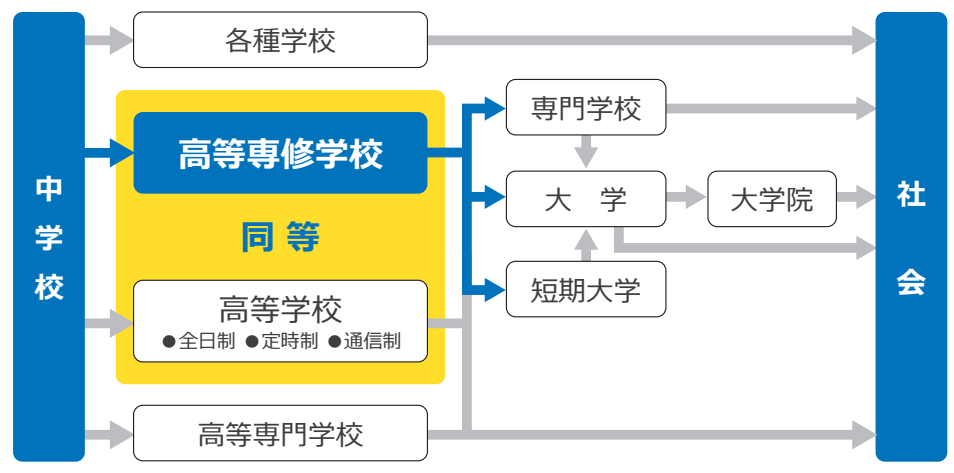 中学校
各種学校
高等専修学校
同等
高等学校
●全日制 ●定時制 ●通信制
高等専門学校
専門学校
大　学
大学院
短期大学
社会